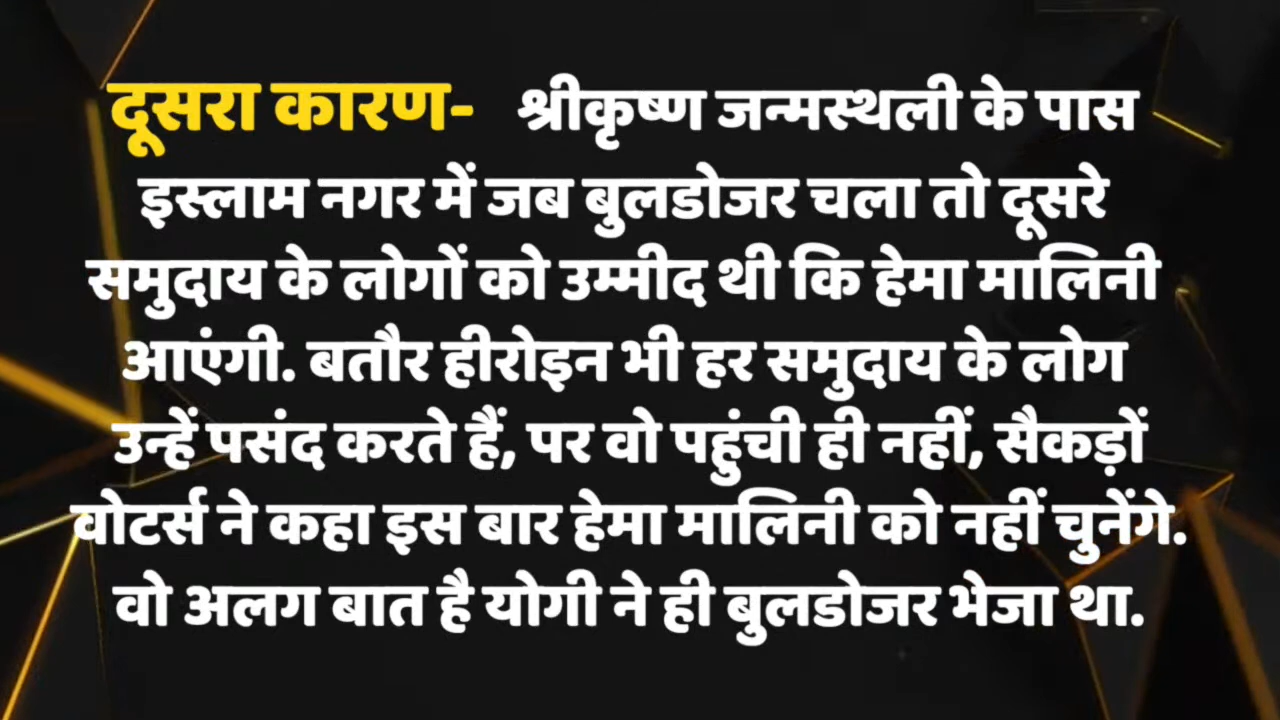 दूसरा कारण- श्रीकृष्ण जन्मस्थली के पास
इस्लाम नगर में जब बुलडोजर चला तो दूसरे
समुदाय के लोगों को उम्मीद थी कि हेमा मालिनी
आएंगी. बतौर हीरोइन भी हर समुदाय के लोग
उन्हें पसंद करते हैं, पर वो पहुंची ही नहीं, सैकड़ों
वोटर्स ने कहा इस बार हेमा मालिनी को नहीं चुनेंगे.
वो अलग बात है योगी ने ही बुलडोजर भेजा था.